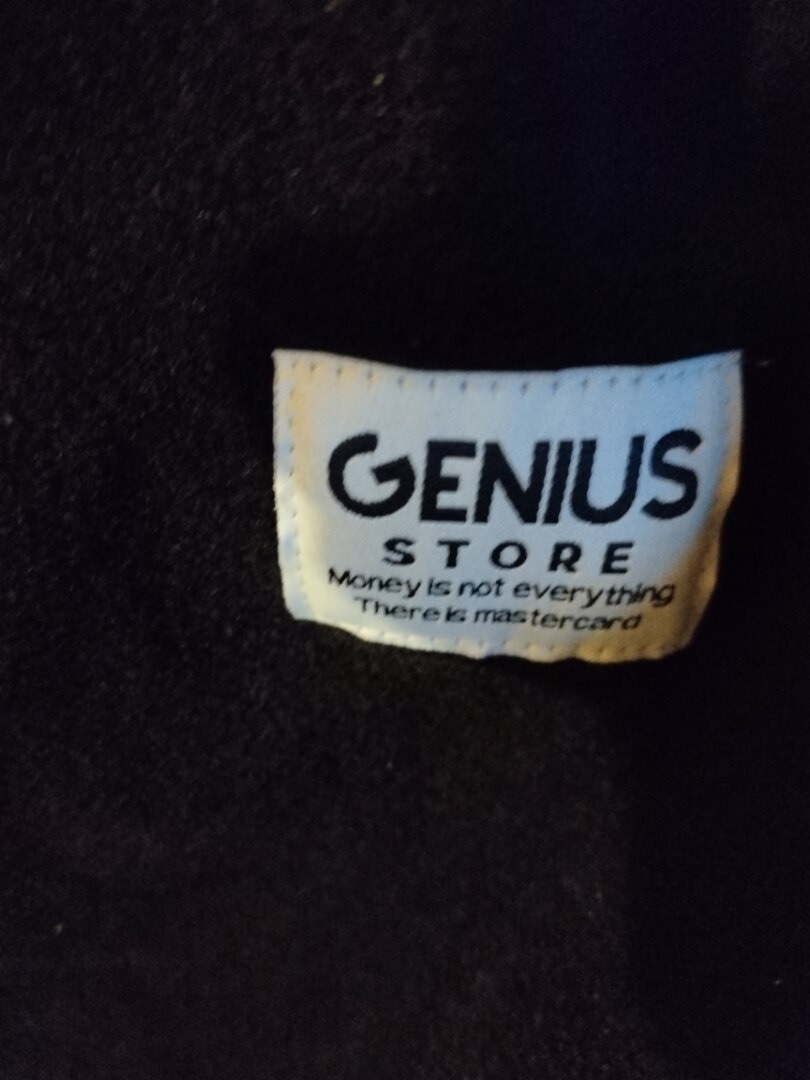 GENIUS
STORE
Money is not everything
There is mastercard